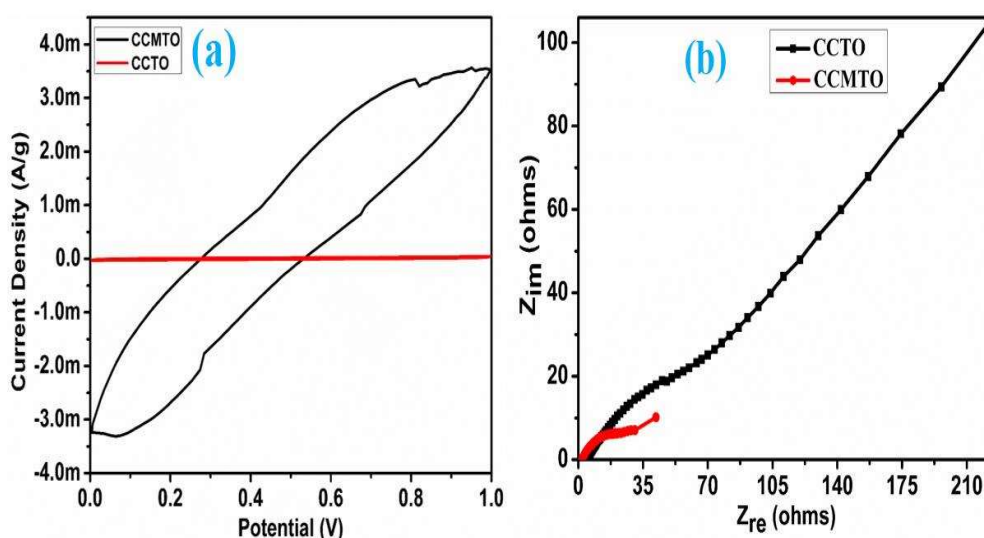 CCMTO
CCTO
(a)
Current Density (A/g)
4.0m
3.0m
2.0m
1.0m
0.0
-1.0m
-2.0m
-3.0m
-4.0m
0.0 0.2 0.4 0.6 0.8 1.0
Potential (V)
CCTO
CCMTO
(b)
Zim (ohms)
100
80
60
40
20
0
0 35 70 105 140 175 210
Zre (ohms)